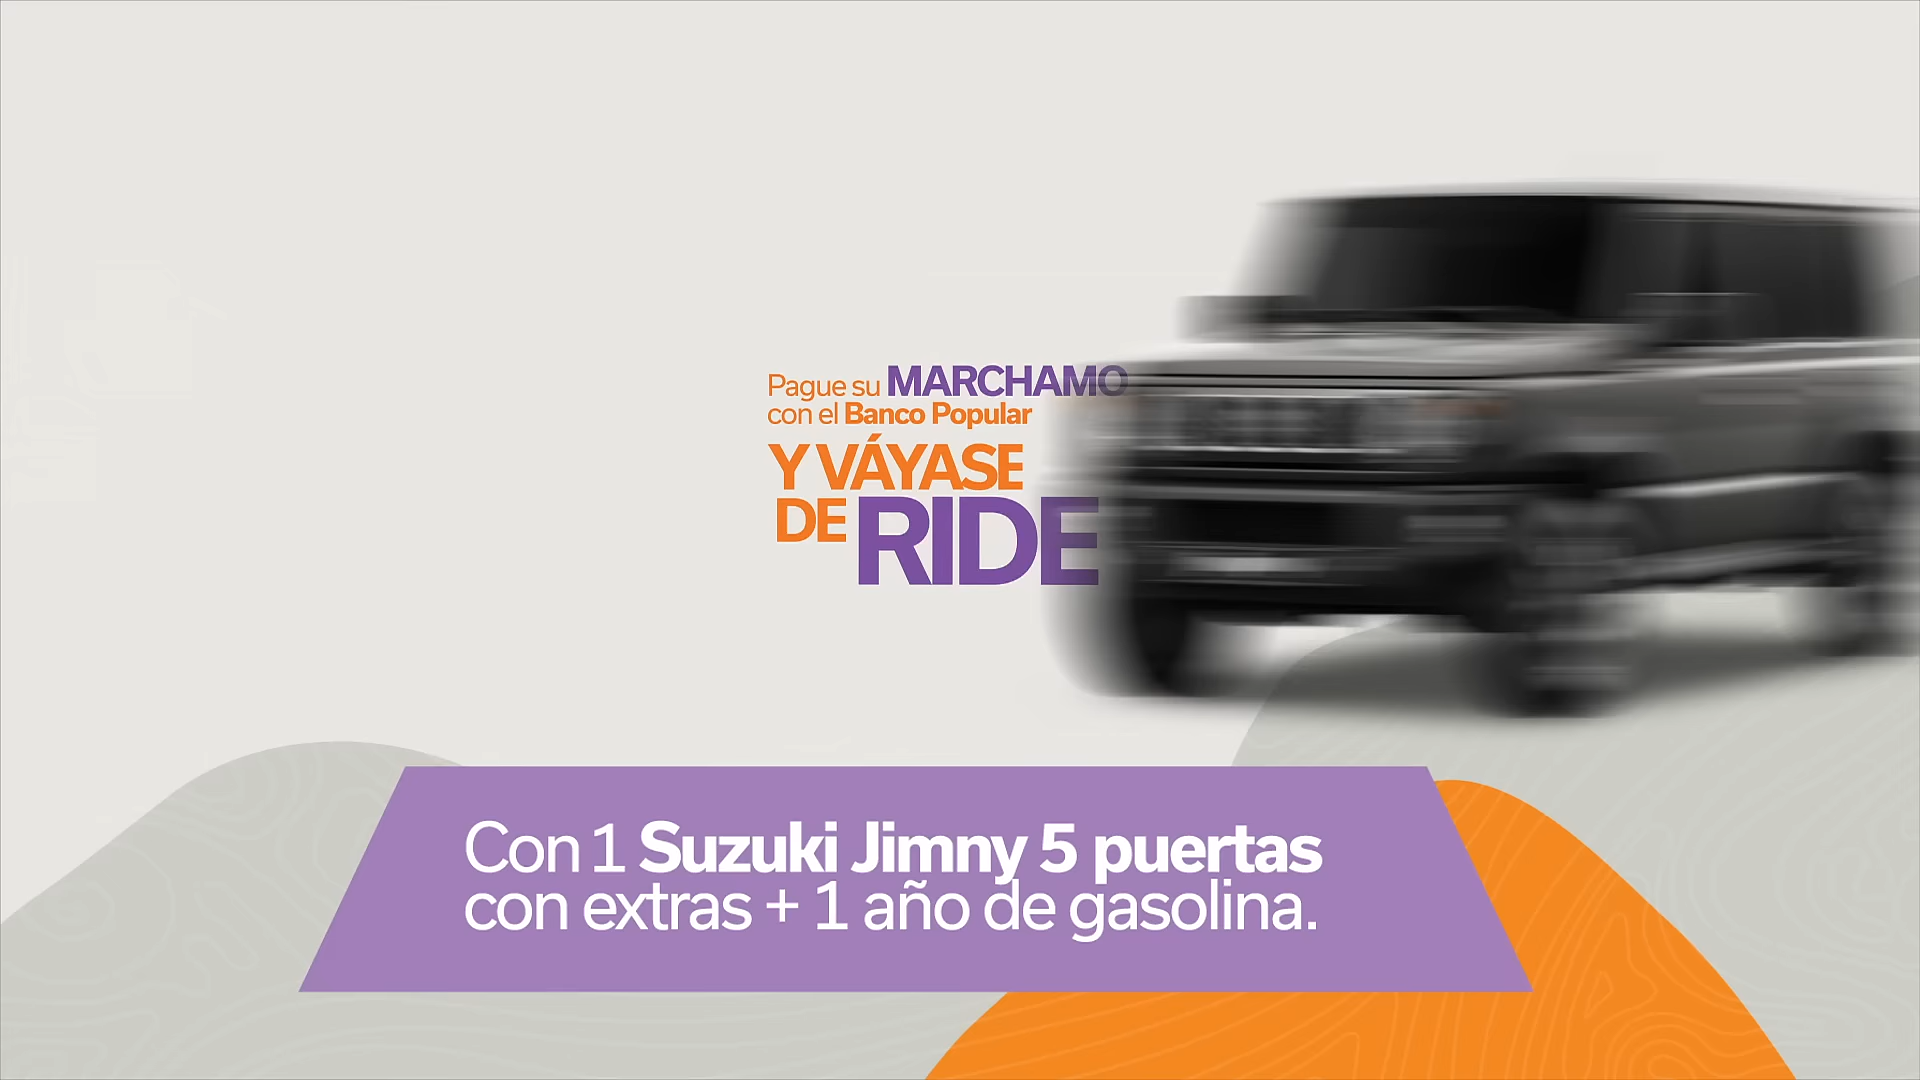 Pague su MARCHAMO
con el Banco Popular
Y VÁYASE
DE RIDE
Con 1 Suzuki Jimny 5 puertas
con extras + 1 año de gasolina.